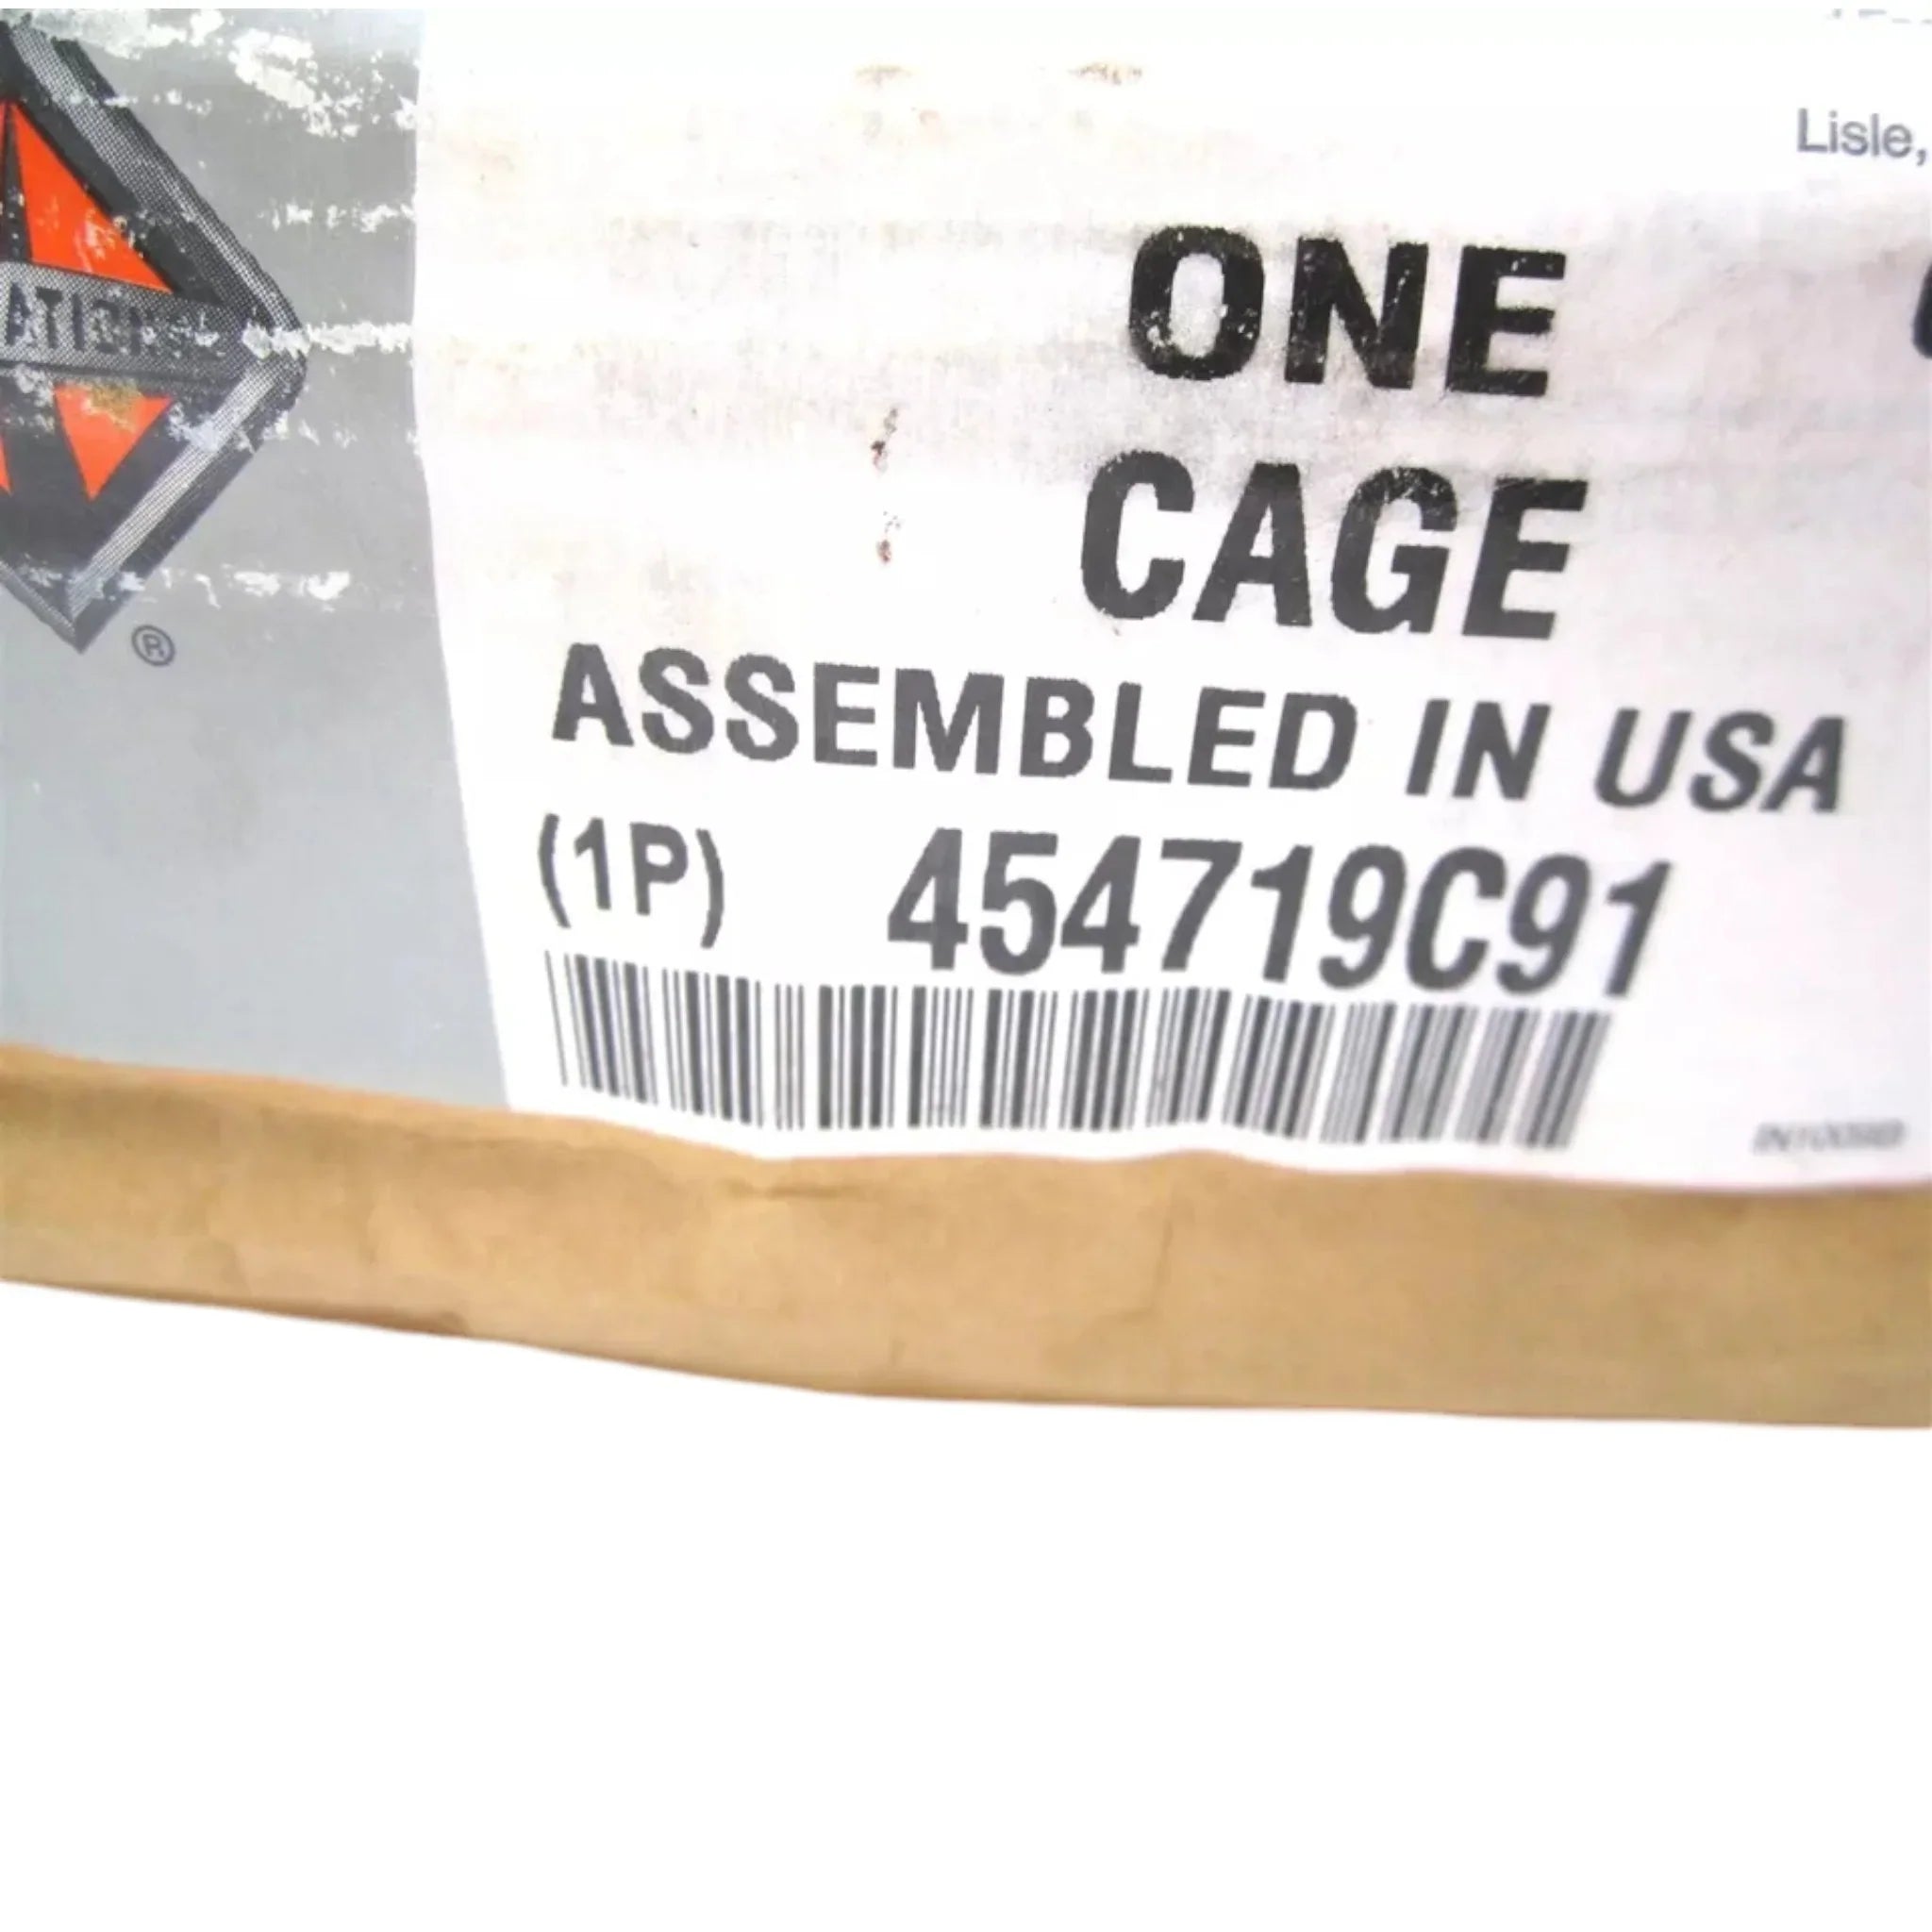 Lisle,
ONE
CAGE
ASSEMBLED IN USA
(1P) 454719C91
®